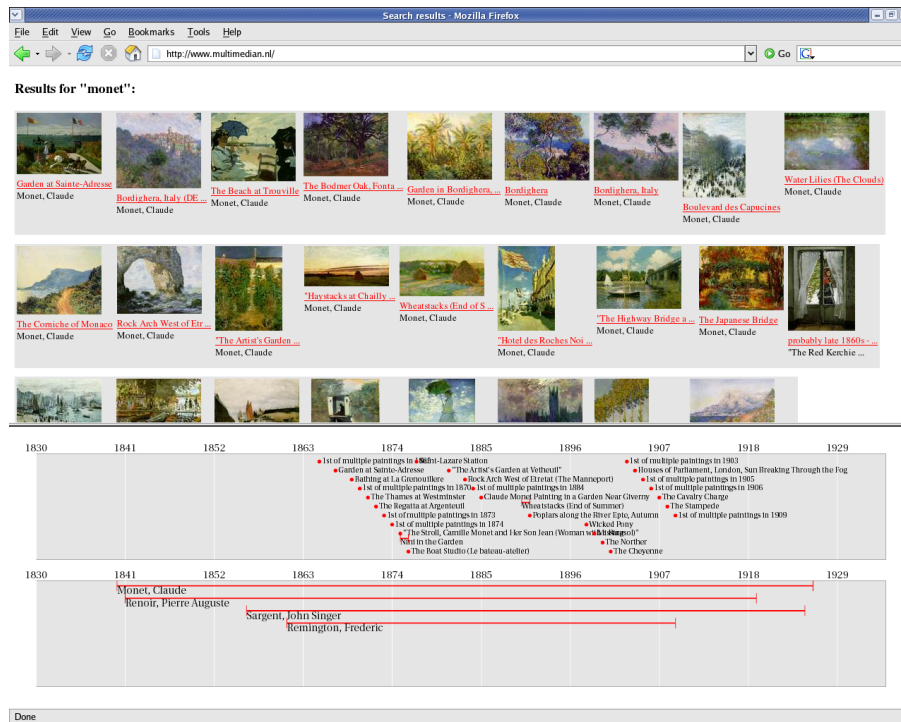 Search results - Mozilla Firefox
File Edit View Go Bookmarks Tools Help
http://www.multimedian.nl/ Go
Results for "monet":
Garden at Sainte-Adresse
Monet, Claude
Bordighera, Italy (DE ...
Monet, Claude
The Beach at Trouville
Monet, Claude
The Bodmer Oak, Fonta ...
Monet, Claude
Garden in Bordighera, ...
Monet, Claude
Bordighera
Monet, Claude
Bordighera, Italy
Monet, Claude
Boulevard des Capucines
Monet, Claude
Water Lilies (The Clouds)
Monet, Claude
The Corniche of Monaco
Monet, Claude
Rock Arch West of Etr ...
Monet, Claude
"The Artist's Garden ...
Monet, Claude
"Haystacks at Chailly ...
Monet, Claude
Wheatstacks (End of S ...
Monet, Claude
"Hotel des Roches Noi ...
Monet, Claude
"The Highway Bridge a ...
Monet, Claude
The Japanese Bridge
Monet, Claude
probably late 1860s - ...
"The Red Kerchie ...
1830 1841 1852 1863 1874 1885 1896 1907 1918 1929
1st of multiple paintings in Saint-Lazare Station 1st of multiple paintings in 1903
Garden at Sainte-Adresse "The Artist's Garden at Vetheuil" Houses of Parliament, London, Sun Breaking Through the Fog
Bathing at La Grenouillere Rock Arch West of Etretat (The Manneport) 1st of multiple paintings in 1905
1st of multiple paintings in 1870 1st of multiple paintings in 1884 1st of multiple paintings in 1906
The Thames at Westminster Claude Monet Painting in a Garden Near Giverny The Cavalry Charge
The Regatta at Argenteuil Wheatstacks (End of Summer) The Stampede
1st of multiple paintings in 1873 Poplars along the River Epte, Autumn 1st of multiple paintings in 1909
1st of multiple paintings in 1874 Wicked Pony
"The Stroll, Camille Monet and Her Son Jean (Woman with
Nini in the Garden The Norther
The Boat Studio (Le bateau-atelier) The Cheyenne
1830 1841 1852 1863 1874 1885 1896 1907 1918 1929
Monet, Claude
Renoir, Pierre Auguste
Sargent, John Singer
Remington, Frederic
Done